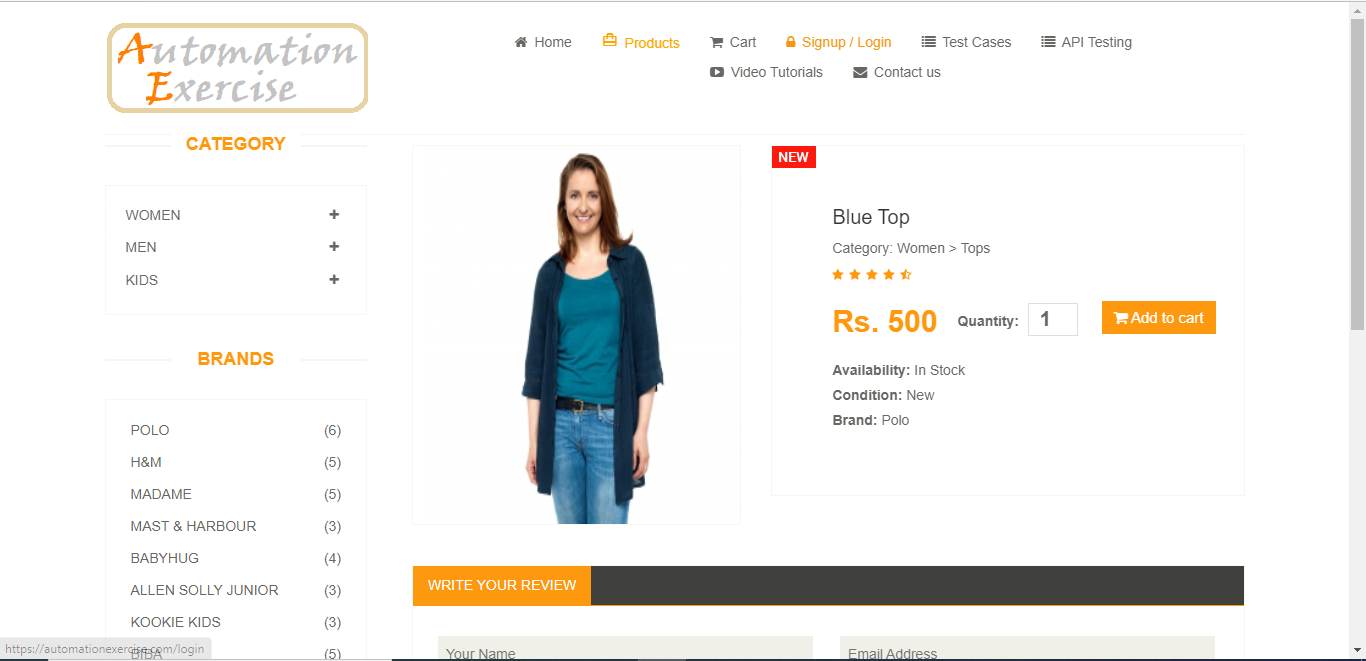 Automation
Exercise
Home
Products
Cart
Signup / Login
Test Cases
API Testing
Video Tutorials
Contact us
CATEGORY
WOMEN
MEN
KIDS
BRANDS
POLO (6)
H&M (5)
MADAME (5)
MAST & HARBOUR (3)
BABYHUG (4)
ALLEN SOLLY JUNIOR (3)
KOOKIE KIDS (3)
BIBA (5)
NEW
Blue Top
Category: Women > Tops
Rs. 500 Quantity: 1 Add to cart
Availability: In Stock
Condition: New
Brand: Polo
WRITE YOUR REVIEW
Your Name
Email Address
https://automationexercise.com/login